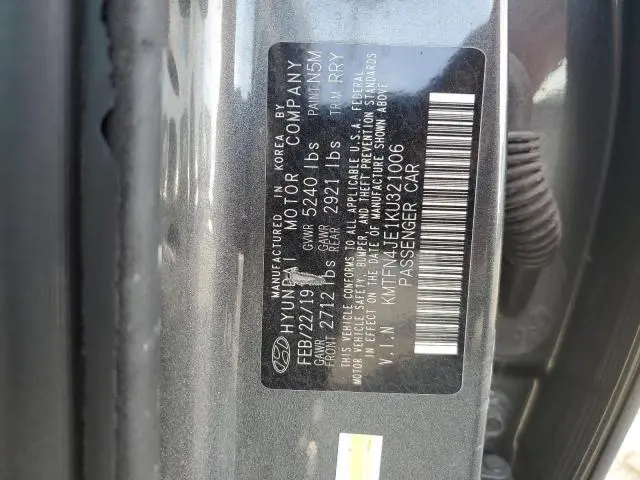 MANUFACTURED IN KOREA BY
HYUNDAI MOTOR COMPANY
FEB/22/19 GVWR 5240 lbs PAINT N5M
GAWR FRONT 2712 lbs GAWR REAR 2921 lbs TRIM RRY
THIS VEHICLE CONFORMS TO ALL APPLICABLE U.S.A. FEDERAL
MOTOR VEHICLE SAFETY, BUMPER, AND THEFT PREVENTION STANDARDS
IN EFFECT ON THE DATE OF MANUFACTURE SHOWN ABOVE
V.I.N KMTFN4JE1KU321006
PASSENGER CAR